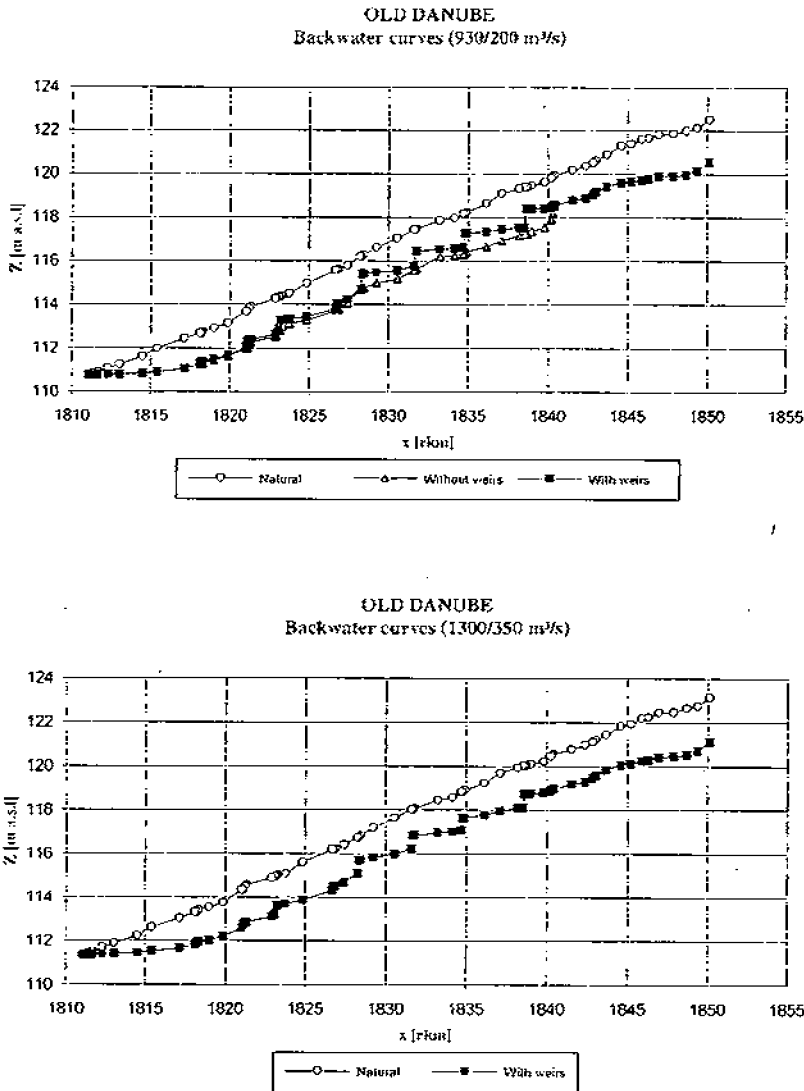 OLD DANUBE
Backwater curves (930/200 m³/s)
Z [m a.s.l]
124
122
120
118
116
114
112
110
1810 1815 1820 1825 1830 1835 1840 1845 1850 1855
x [rkm]
Natural Without weirs With weirs
OLD DANUBE
Backwater curves (1300/350 m³/s)
Z [m a.s.l]
124
122
120
118
116
114
112
110
1810 1815 1820 1825 1830 1835 1840 1845 1850 1855
x [rkm]
Natural With weirs